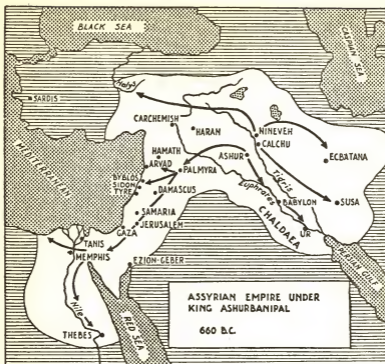 BLACK SEA
CASPIAN SEA
Halys
SARDIS
CARCHEMISH
HARAN
NINEVEH
CALCHU
ECBATANA
HAMATH
ARVAD
ASHUR
PALMYRA
Tigris
BYBLOS
SIDON
TYRE
DAMASCUS
Euphrates
BABYLON
SUSA
MEDITERRANEAN
SAMARIA
JERUSALEM
CHALDAEA
UR
GAZA
TANIS
MEMPHIS
EZION-GEBER
PERSIAN GULF
Nile
THEBES
RED SEA
ASSYRIAN EMPIRE UNDER
KING ASHURBANIPAL
660 B.C.